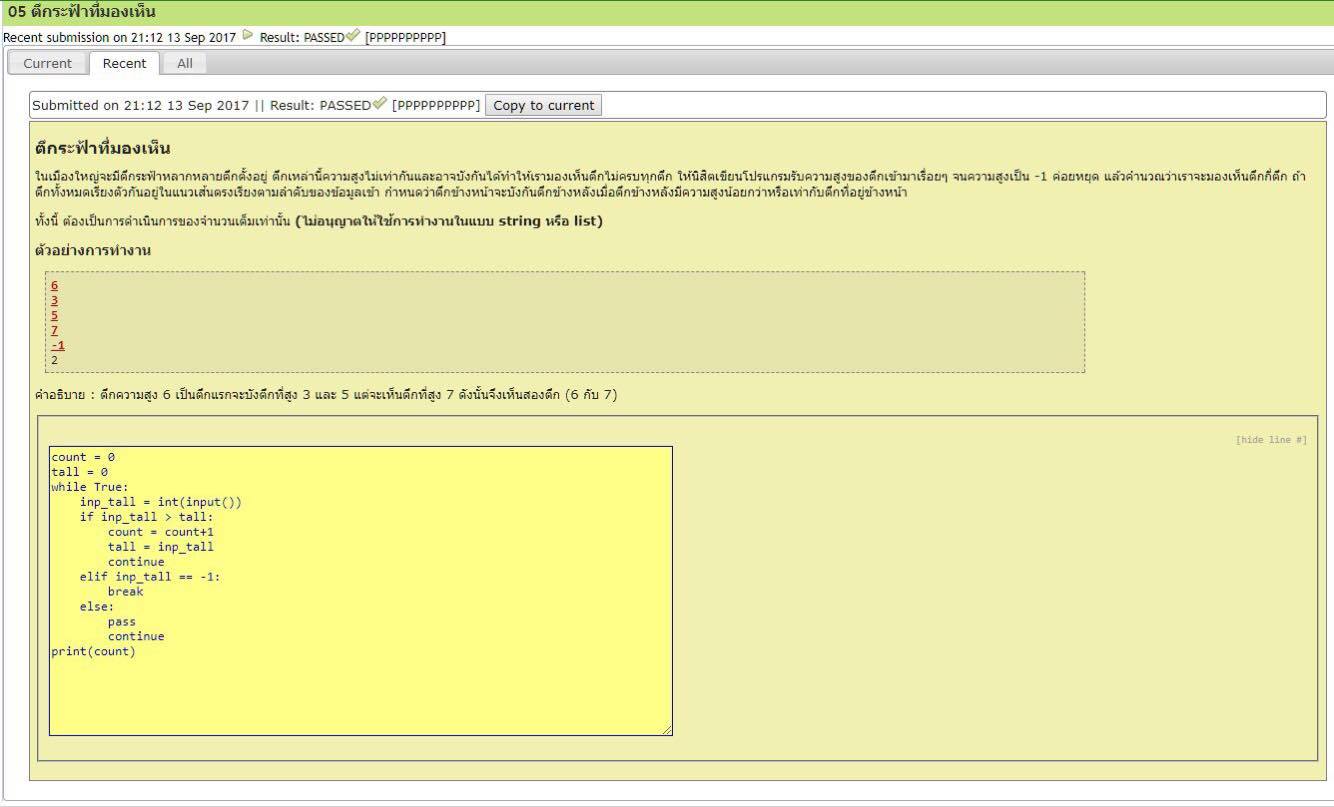 05 ตึกระฟ้าที่มองเห็น
Recent submission on 21:12 13 Sep 2017 Result: PASSED [PPPPPPPPPP]
Current Recent All
Submitted on 21:12 13 Sep 2017 || Result: PASSED [PPPPPPPPPP] Copy to current
ตึกระฟ้าที่มองเห็น
ในเมืองใหญ่จะมีตึกระฟ้าหลากหลายตึกตั้งอยู่ ตึกเหล่านี้ความสูงไม่เท่ากันและอาจบังกันได้ทำให้เรามองเห็นตึกไม่ครบทุกตึก ให้นิสิตเขียนโปรแกรมรับความสูงของตึกเข้ามาเรื่อยๆ จนความสูงเป็น -1 ค่อยหยุด แล้วคำนวณว่าเราจะมองเห็นตึกกี่ตึก ถ้า
ตึกทั้งหมดเรียงตัวกันอยู่ในแนวเส้นตรงเรียงตามลำดับของข้อมูลเข้า กำหนดว่าตึกข้างหน้าจะบังกันตึกข้างหลังเมื่อตึกข้างหลังมีความสูงน้อยกว่าหรือเท่ากับตึกที่อยู่ข้างหน้า
ทั้งนี้ ต้องเป็นการดำเนินการของจำนวนเต็มเท่านั้น (ไม่อนุญาตให้ใช้การทำงานในแบบ string หรือ list)
ตัวอย่างการทำงาน
6
3
5
7
-1
2
คำอธิบาย : ตึกความสูง 6 เป็นตึกแรกจะบังตึกที่สูง 3 และ 5 แต่จะเห็นตึกที่สูง 7 ดังนั้นจึงเห็นสองตึก (6 กับ 7)
[hide line #]
count = 0
tall = 0
while True:
    inp_tall = int(input())
    if inp_tall > tall:
        count = count+1
        tall = inp_tall
        continue
    elif inp_tall == -1:
        break
    else:
        pass
        continue
print(count)